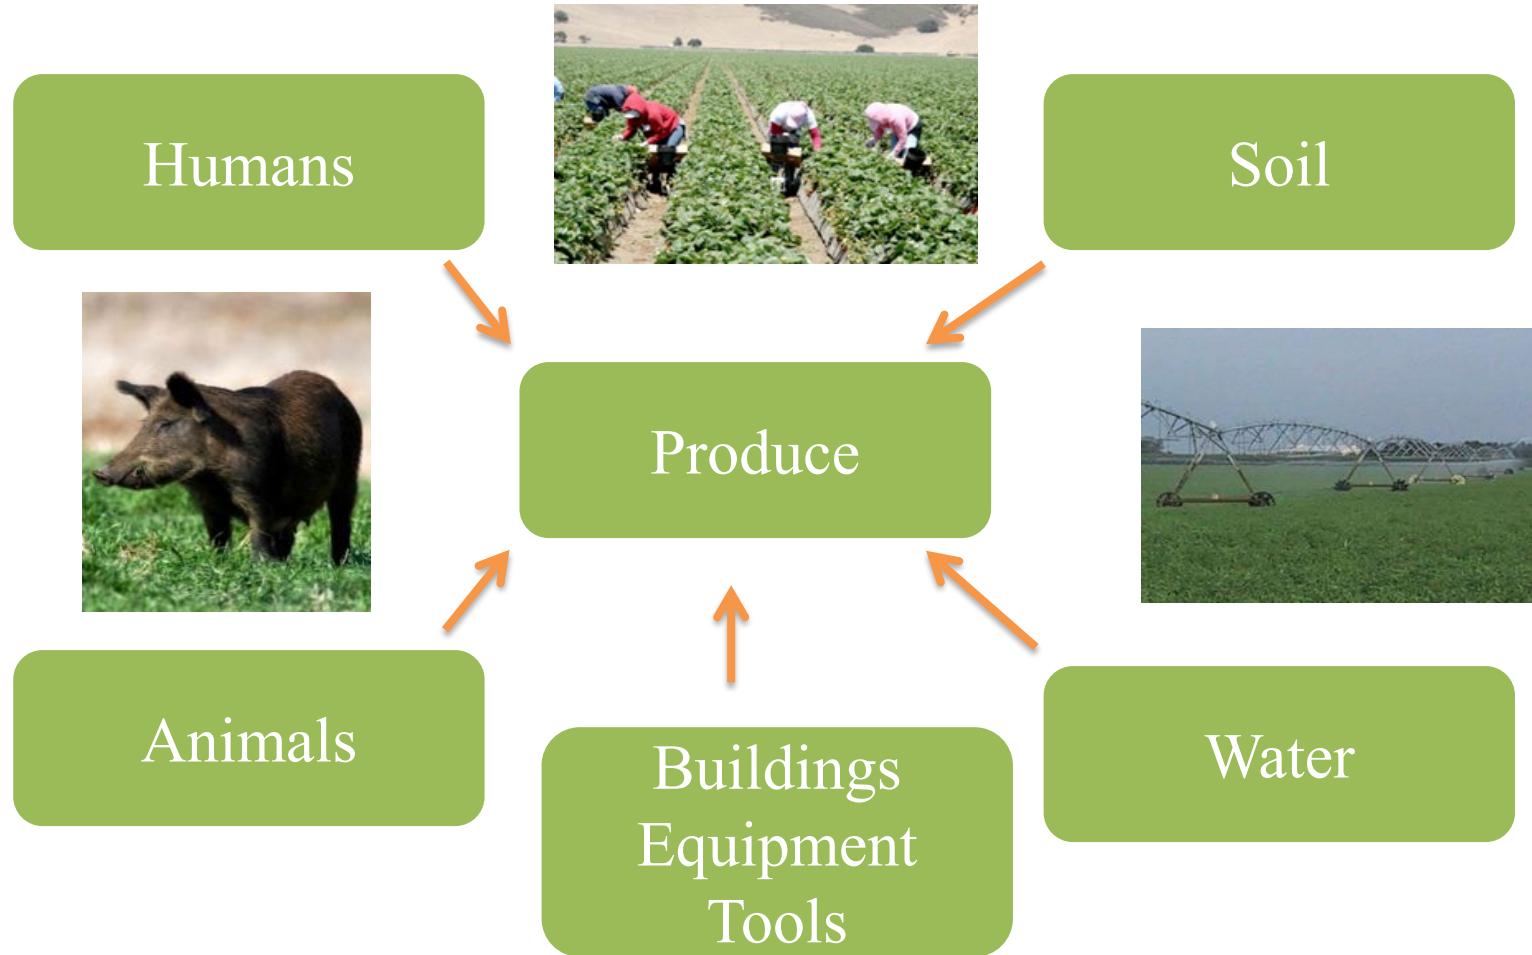 Humans
Soil
Produce
Animals
Buildings
Equipment
Tools
Water